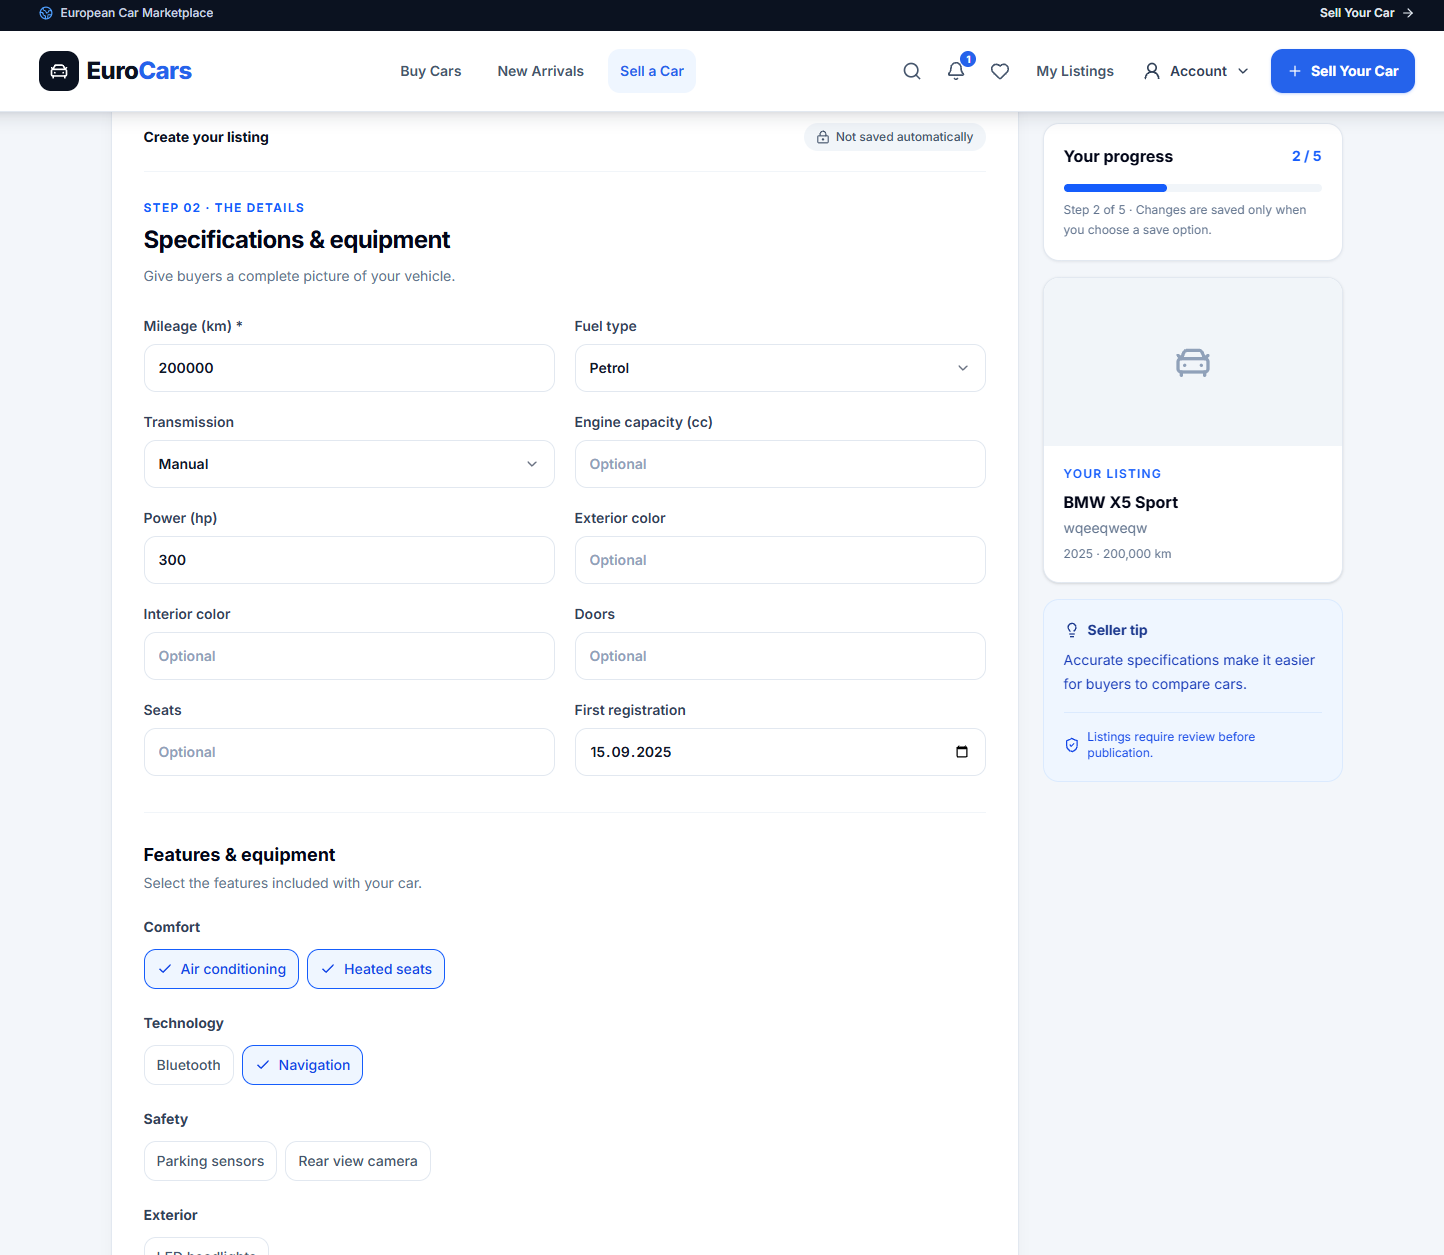 European Car Marketplace
Sell Your Car
EuroCars
Buy Cars
New Arrivals
Sell a Car
1
My Listings
Account
Sell Your Car
Create your listing
Not saved automatically
STEP 02 · THE DETAILS
Specifications & equipment
Give buyers a complete picture of your vehicle.
Mileage (km) *
Fuel type
200000
Petrol
Transmission
Engine capacity (cc)
Manual
Optional
Power (hp)
Exterior color
300
Optional
Interior color
Doors
Optional
Optional
Seats
First registration
Optional
15.09.2025
Features & equipment
Select the features included with your car.
Comfort
Air conditioning
Heated seats
Technology
Bluetooth
Navigation
Safety
Parking sensors
Rear view camera
Exterior
LED headlights
Your progress
2 / 5
Step 2 of 5 · Changes are saved only when
you choose a save option.
YOUR LISTING
BMW X5 Sport
wqeeqweqw
2025 · 200,000 km
Seller tip
Accurate specifications make it easier
for buyers to compare cars.
Listings require review before
publication.